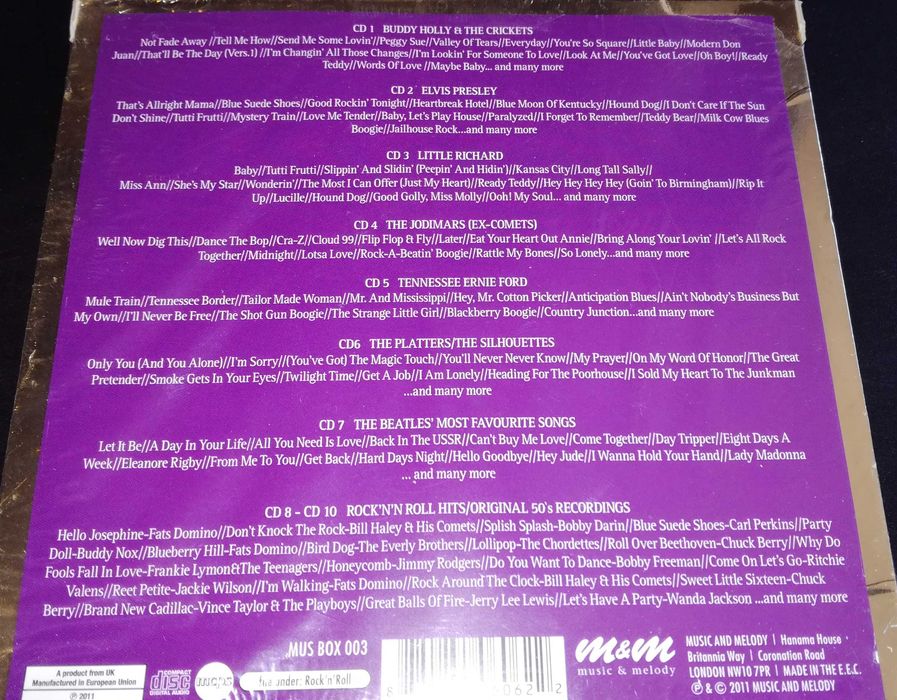 CD 1 BUDDY HOLLY & THE CRICKETS
Not Fade Away //Tell Me How//Send Me Some Lovin'//Peggy Sue//Valley Of Tears//Everyday//You're So Square//Little Baby//Modern Don
Juan//That'll Be The Day (Vers.1) //I'm Changin' All Those Changes//I'm Lookin' For Someone To Love//Look At Me//You've Got Love//Oh Boy!//Ready
Teddy//Words Of Love //Maybe Baby... and many more
CD 2 ELVIS PRESLEY
That's Allright Mama//Blue Suede Shoes//Good Rockin' Tonight//Heartbreak Hotel//Blue Moon Of Kentucky//Hound Dog//I Don't Care If The Sun
Don't Shine//Tutti Frutti//Mystery Train//Love Me Tender//Baby, Let's Play House//Paralyzed//I Forget To Remember//Teddy Bear//Milk Cow Blues
Boogie//Jailhouse Rock...and many more
CD 3 LITTLE RICHARD
Baby//Tutti Frutti//Slippin' And Slidin' (Peepin' And Hidin')//Kansas City//Long Tall Sally//
Miss Ann//She's My Star//Wonderin'//The Most I Can Offer (Just My Heart)//Ready Teddy//Hey Hey Hey Hey (Goin' To Birmingham)//Rip It
Up//Lucille//Hound Dog//Good Golly, Miss Molly//Ooh! My Soul... and many more
CD 4 THE JODIMARS (EX-COMETS)
Well Now Dig This//Dance The Bop//Cra-Z//Cloud 99//Flip Flop & Fly//Later//Eat Your Heart Out Annie//Bring Along Your Lovin' //Let's All Rock
Together//Midnight//Lotsa Love//Rock-A-Beatin' Boogie//Rattle My Bones//So Lonely...and many more
CD 5 TENNESSEE ERNIE FORD
Mule Train//Tennessee Border//Tailor Made Woman//Mr. And Mississippi//Hey, Mr. Cotton Picker//Anticipation Blues//Ain't Nobody's Business But
My Own//I'll Never Be Free//The Shot Gun Boogie//The Strange Little Girl//Blackberry Boogie//Country Junction...and many more
CD6 THE PLATTERS/THE SILHOUETTES
Only You (And You Alone)//I'm Sorry//(You've Got) The Magic Touch//You'll Never Never Know//My Prayer//On My Word Of Honor//The Great
Pretender//Smoke Gets In Your Eyes//Twilight Time//Get A Job//I Am Lonely//Heading For The Poorhouse//I Sold My Heart To The Junkman
...and many more
CD 7 THE BEATLES' MOST FAVOURITE SONGS
Let It Be//A Day In Your Life//All You Need Is Love//Back In The USSR//Can't Buy Me Love//Come Together//Day Tripper//Eight Days A
Week//Eleanore Rigby//From Me To You//Get Back//Hard Days Night//Hello Goodbye//Hey Jude//I Wanna Hold Your Hand//Lady Madonna
... and many more
CD 8 – CD 10 ROCK'N'N ROLL HITS/ORIGINAL 50's RECORDINGS
Hello Josephine-Fats Domino//Don't Knock The Rock-Bill Haley & His Comets//Splish Splash-Bobby Darin//Blue Suede Shoes-Carl Perkins//Party
Doll-Buddy Nox//Blueberry Hill-Fats Domino//Bird Dog-The Everly Brothers//Lollipop-The Chordettes//Roll Over Beethoven-Chuck Berry//Why Do
Fools Fall In Love-Frankie Lymon&The Teenagers//Honeycomb-Jimmy Rodgers//Do You Want To Dance-Bobby Freeman//Come On Let's Go-Ritchie
Valens//Reet Petite-Jackie Wilson//I'm Walking-Fats Domino//Rock Around The Clock-Bill Haley & His Comets//Sweet Little Sixteen-Chuck
Berry//Brand New Cadillac-Vince Taylor & The Playboys//Great Balls Of Fire-Jerry Lee Lewis//Let's Have A Party-Wanda Jackson ...and many more
A product from UK
Manufactured in European Union
℗ 2011
COMPACT
disc
DIGITAL AUDIO
MUS BOX 003
under: Rock'n'Roll
m&m
music & melody
MUSIC AND MELODY | Hanama House
Britannia Way | Coronation Road
LONDON NW10 7PR | MADE IN THE E.E.C.
℗ & © 2011 MUSIC AND MELODY